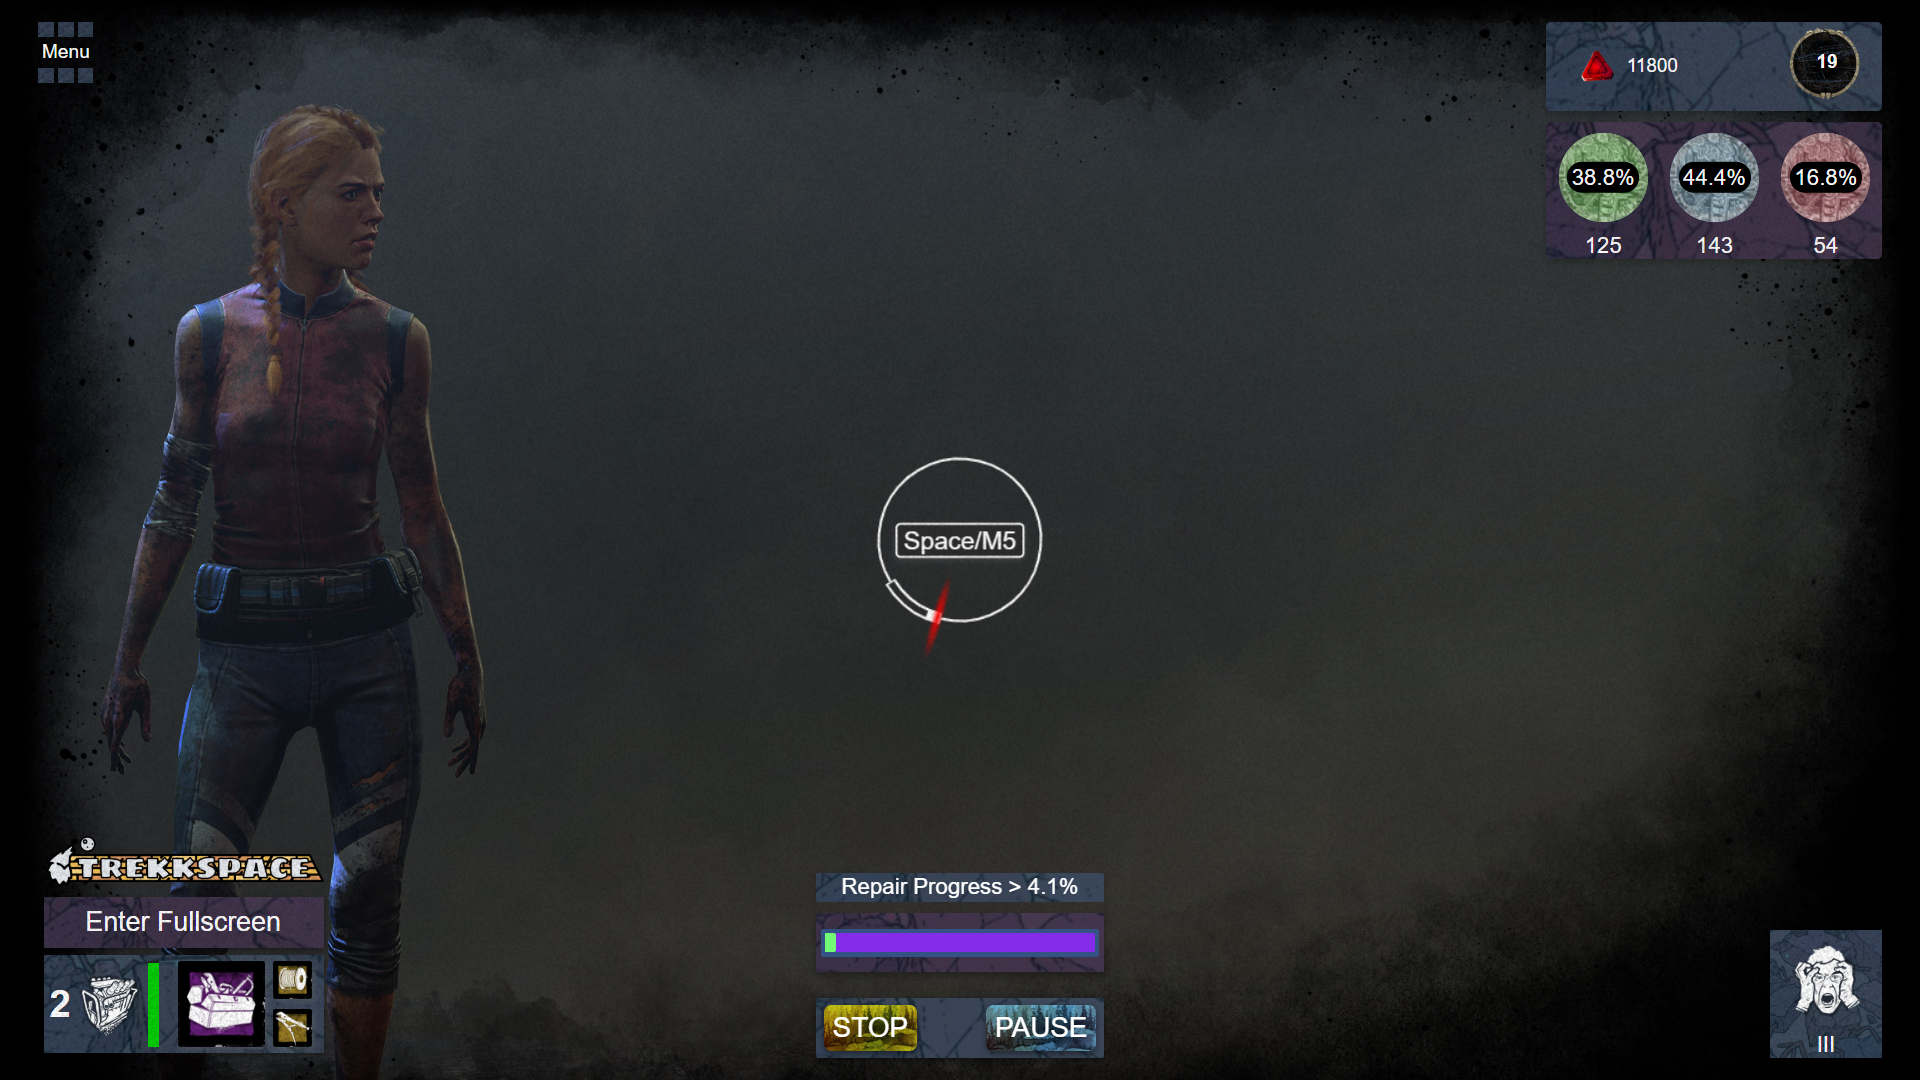 Menu
11800
19
38.8%
44.4%
16.8%
125
143
54
Space/M5
TREKKSPACE
Enter Fullscreen
2
Repair Progress > 4.1%
STOP
PAUSE
III